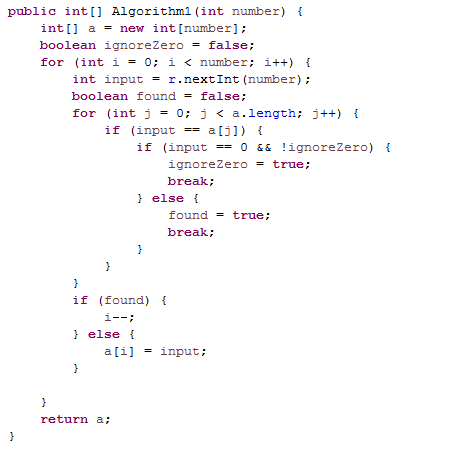 public int[] Algorithm1(int number) {
    int[] a = new int[number];
    boolean ignoreZero = false;
    for (int i = 0; i < number; i++) {
        int input = r.nextInt(number);
        boolean found = false;
        for (int j = 0; j < a.length; j++) {
            if (input == a[j]) {
                if (input == 0 && !ignoreZero) {
                    ignoreZero = true;
                    break;
                } else {
                    found = true;
                    break;
                }
            }
        }
        if (found) {
            i--;
        } else {
            a[i] = input;
        }

    }
    return a;
}